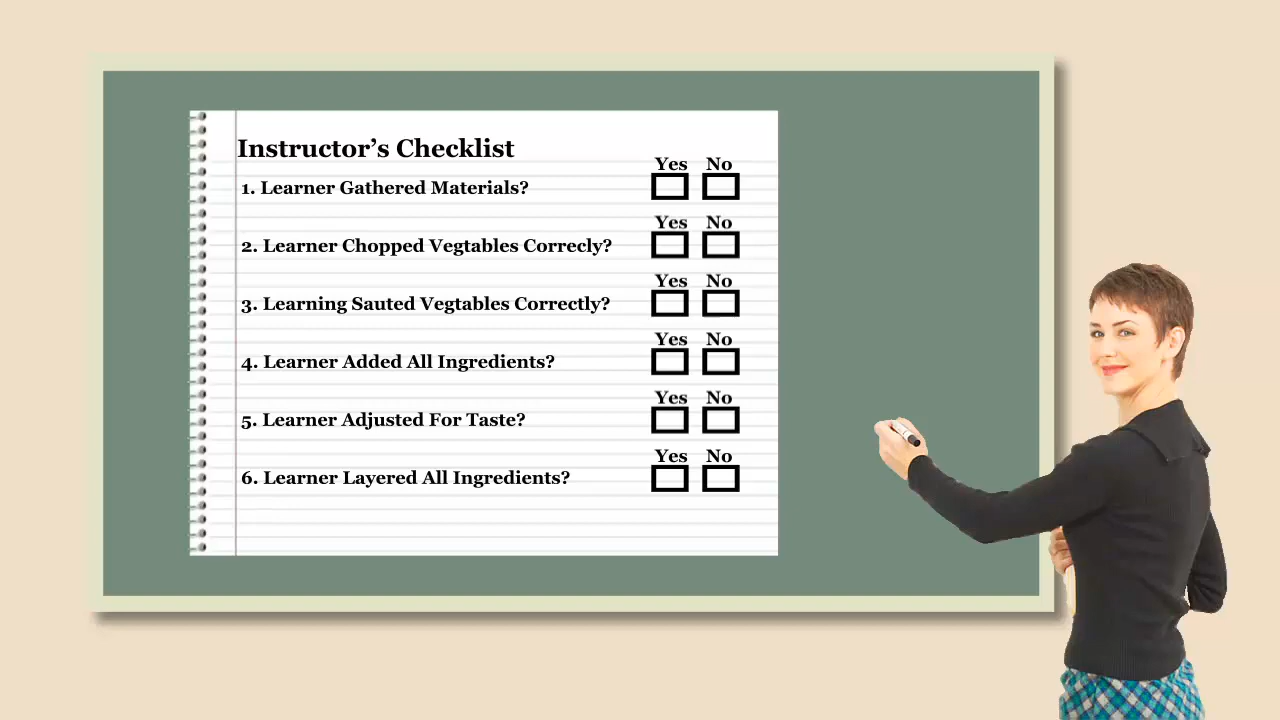 Instructor's Checklist
Yes No
1. Learner Gathered Materials?
Yes No
2. Learner Chopped Vegtables Correcly?
Yes No
3. Learning Sauted Vegtables Correctly?
Yes No
4. Learner Added All Ingredients?
Yes No
5. Learner Adjusted For Taste?
Yes No
6. Learner Layered All Ingredients?